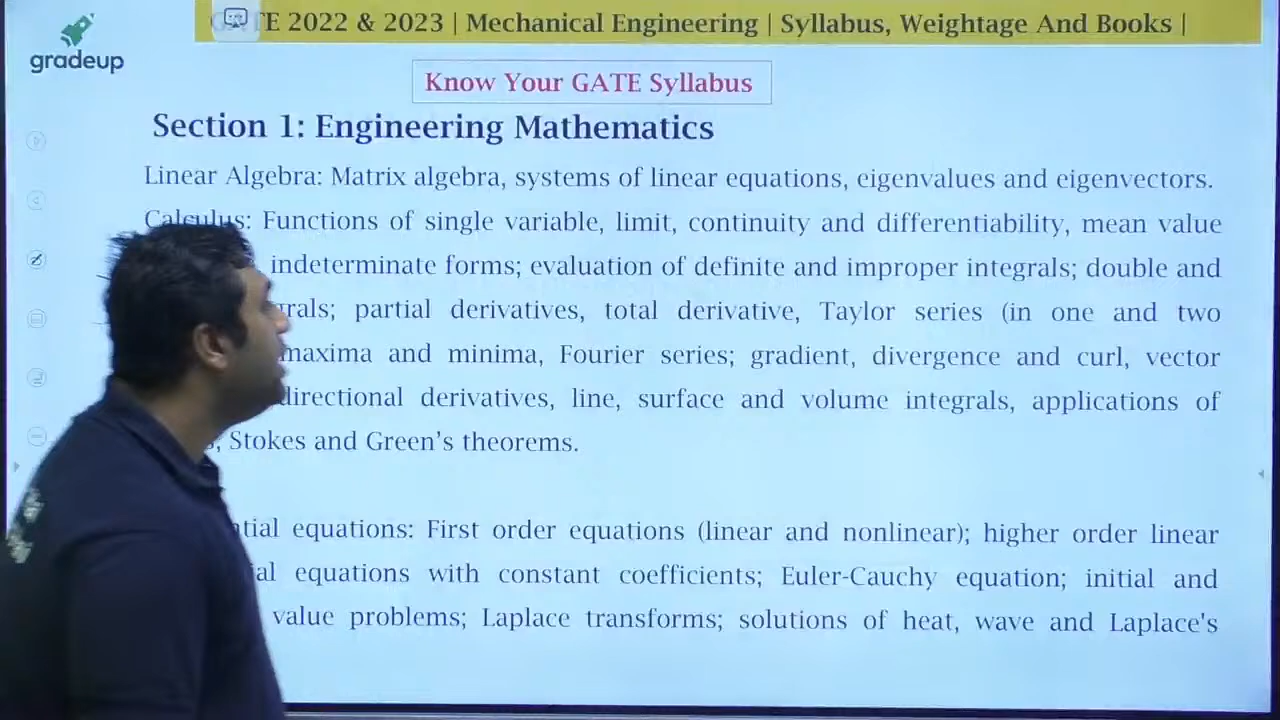 TE 2022 & 2023 | Mechanical Engineering | Syllabus, Weightage And Books |
gradeup
Know Your GATE Syllabus
Section 1: Engineering Mathematics
Linear Algebra: Matrix algebra, systems of linear equations, eigenvalues and eigenvectors.
Calculus: Functions of single variable, limit, continuity and differentiability, mean value
indeterminate forms; evaluation of definite and improper integrals; double and
grals; partial derivatives, total derivative, Taylor series (in one and two
maxima and minima, Fourier series; gradient, divergence and curl, vector
directional derivatives, line, surface and volume integrals, applications of
, Stokes and Green's theorems.
ntial equations: First order equations (linear and nonlinear); higher order linear
al equations with constant coefficients; Euler-Cauchy equation; initial and
value problems; Laplace transforms; solutions of heat, wave and Laplace's